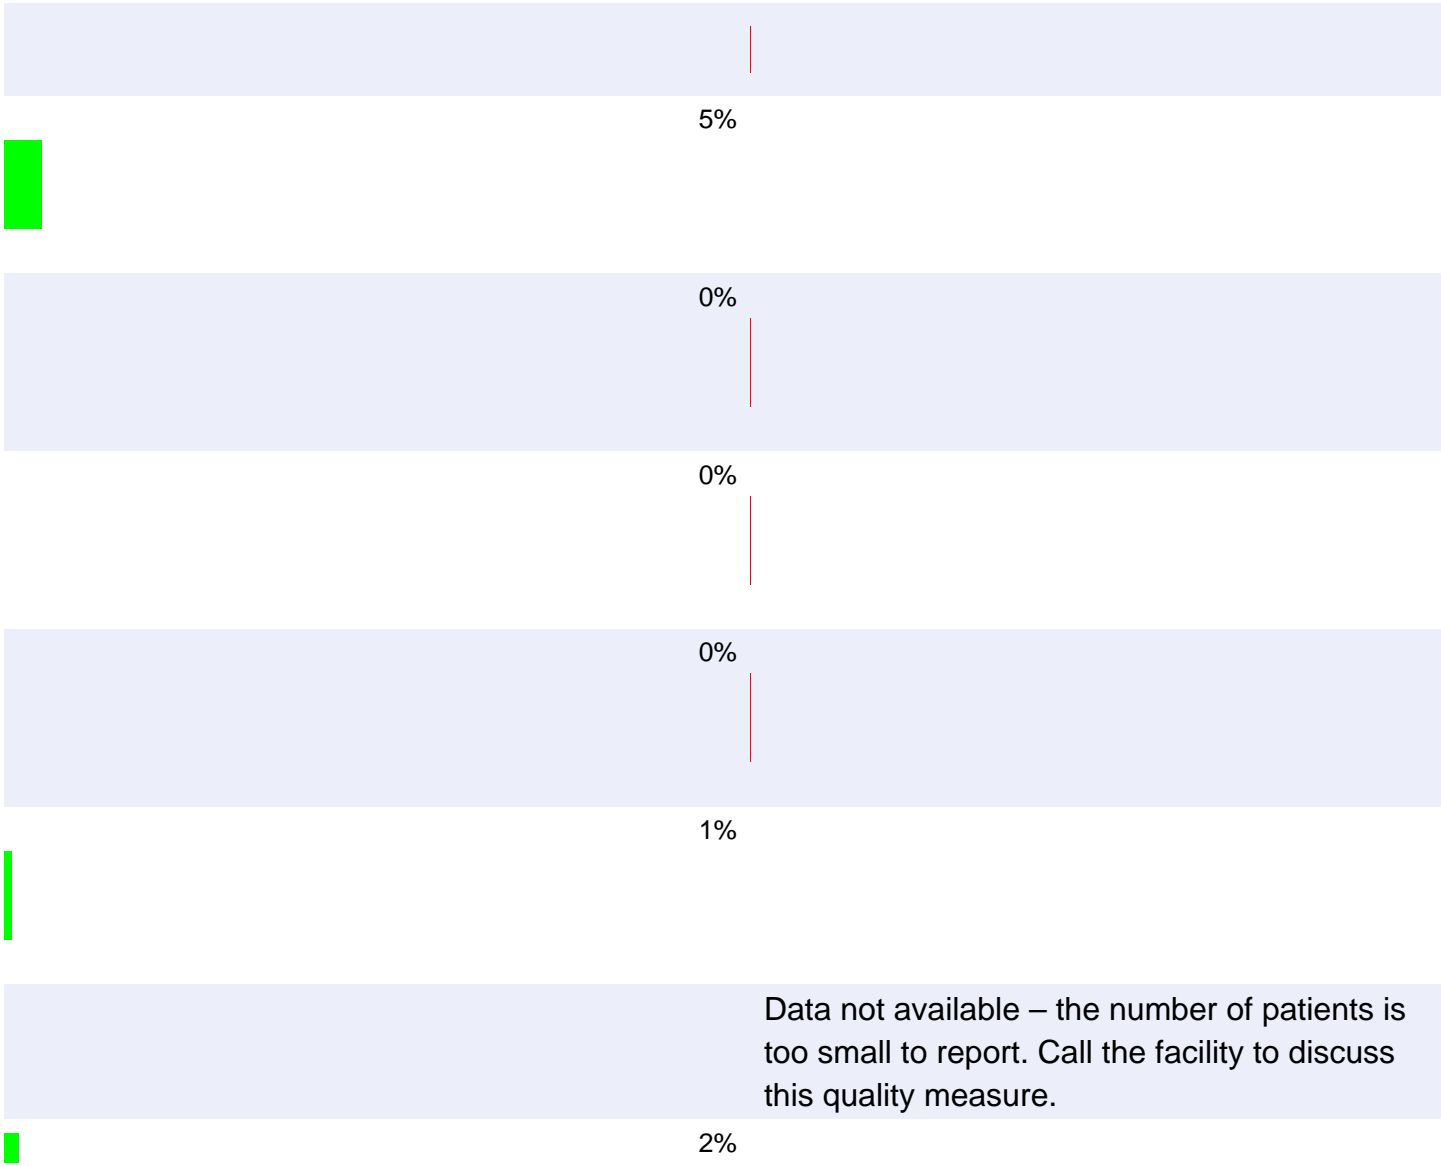 5%
0%
0%
0%
1%
Data not available – the number of patients is
too small to report. Call the facility to discuss
this quality measure.
2%